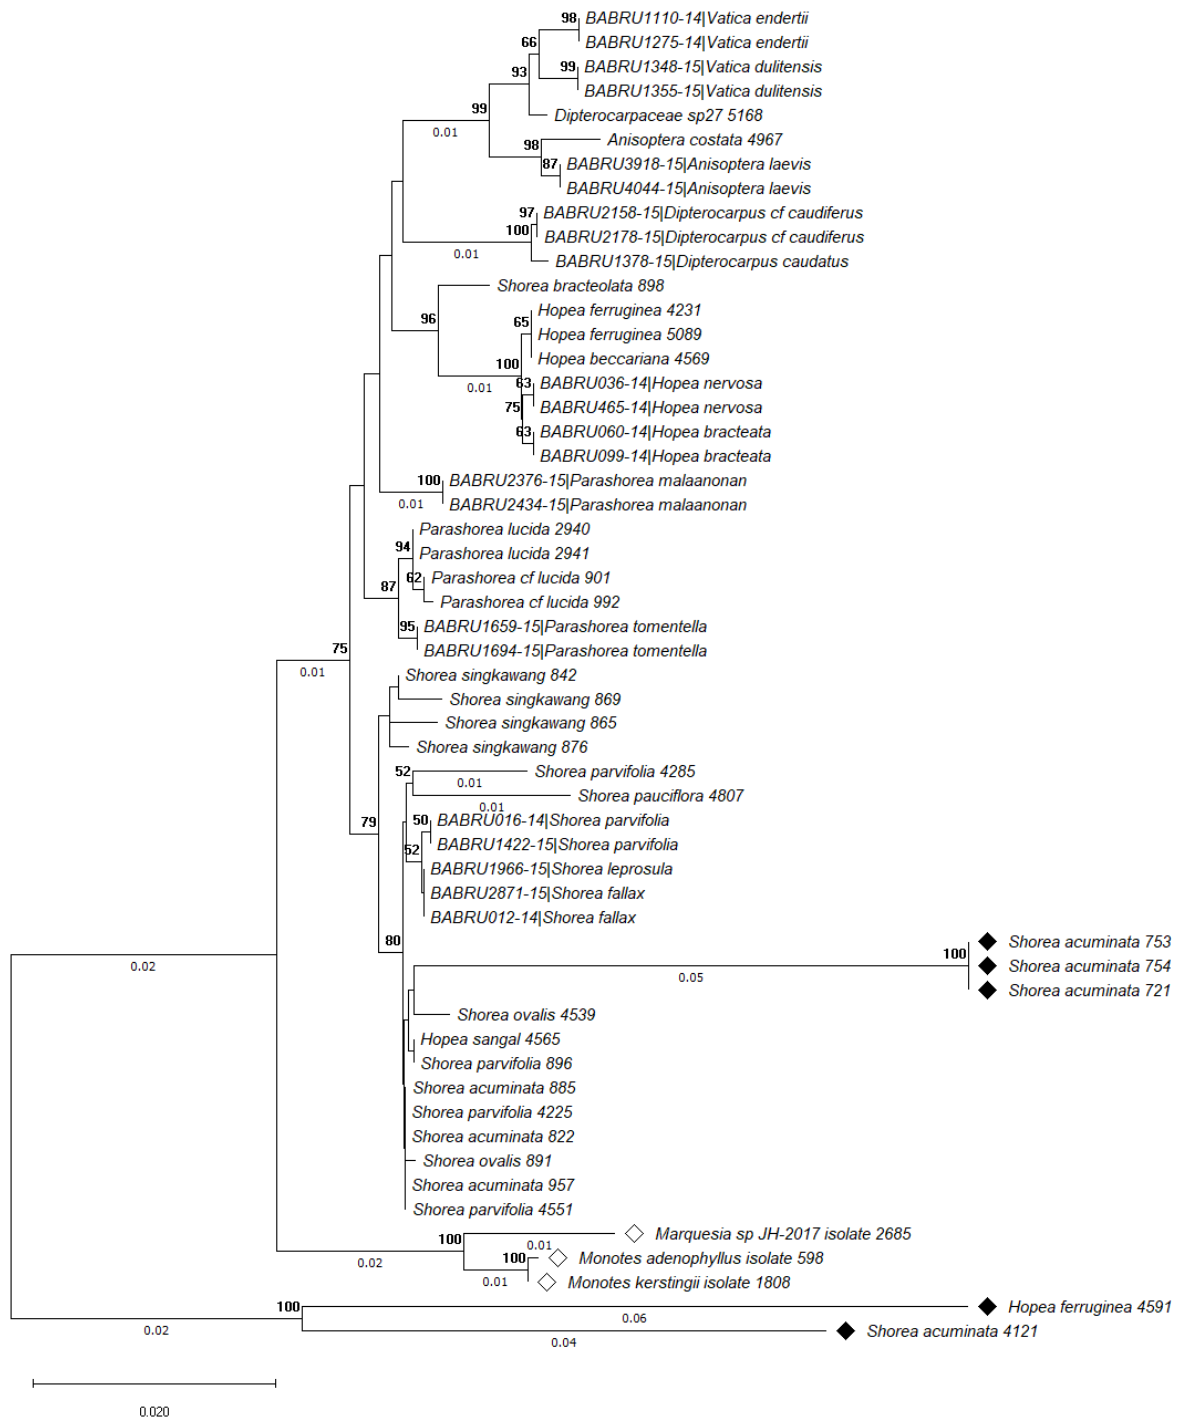 98 BABRU1110-14|Vatica endertii
66 BABRU1275-14|Vatica endertii
93 99 BABRU1348-15|Vatica dulitensis
BABRU1355-15|Vatica dulitensis
99 Dipterocarpaceae sp27 5168
0.01 98 Anisoptera costata 4967
87 BABRU3918-15|Anisoptera laevis
BABRU4044-15|Anisoptera laevis
97 BABRU2158-15|Dipterocarpus cf caudiferus
100 BABRU2178-15|Dipterocarpus cf caudiferus
0.01 BABRU1378-15|Dipterocarpus caudatus
Shorea bracteolata 898
96 65 Hopea ferruginea 4231
Hopea ferruginea 5089
100 Hopea beccariana 4569
0.01 63 BABRU036-14|Hopea nervosa
75 BABRU465-14|Hopea nervosa
63 BABRU060-14|Hopea bracteata
BABRU099-14|Hopea bracteata
100 BABRU2376-15|Parashorea malaanonan
0.01 BABRU2434-15|Parashorea malaanonan
Parashorea lucida 2940
94 Parashorea lucida 2941
87 62 Parashorea cf lucida 901
Parashorea cf lucida 992
95 BABRU1659-15|Parashorea tomentella
75 BABRU1694-15|Parashorea tomentella
0.01 Shorea singkawang 842
Shorea singkawang 869
Shorea singkawang 865
Shorea singkawang 876
52 Shorea parvifolia 4285
0.01
Shorea pauciflora 4807
0.01
79 50 BABRU016-14|Shorea parvifolia
52 BABRU1422-15|Shorea parvifolia
BABRU1966-15|Shorea leprosula
BABRU2871-15|Shorea fallax
BABRU012-14|Shorea fallax
80 100 Shorea acuminata 753
0.02 0.05 Shorea acuminata 754
Shorea acuminata 721
Shorea ovalis 4539
Hopea sangal 4565
Shorea parvifolia 896
Shorea acuminata 885
Shorea parvifolia 4225
Shorea acuminata 822
Shorea ovalis 891
Shorea acuminata 957
Shorea parvifolia 4551
100 Marquesia sp JH-2017 isolate 2685
0.01
0.02 100 Monotes adenophyllus isolate 598
0.01 Monotes kerstingii isolate 1808
100 Hopea ferruginea 4591
0.02 0.06
Shorea acuminata 4121
0.04
0.020